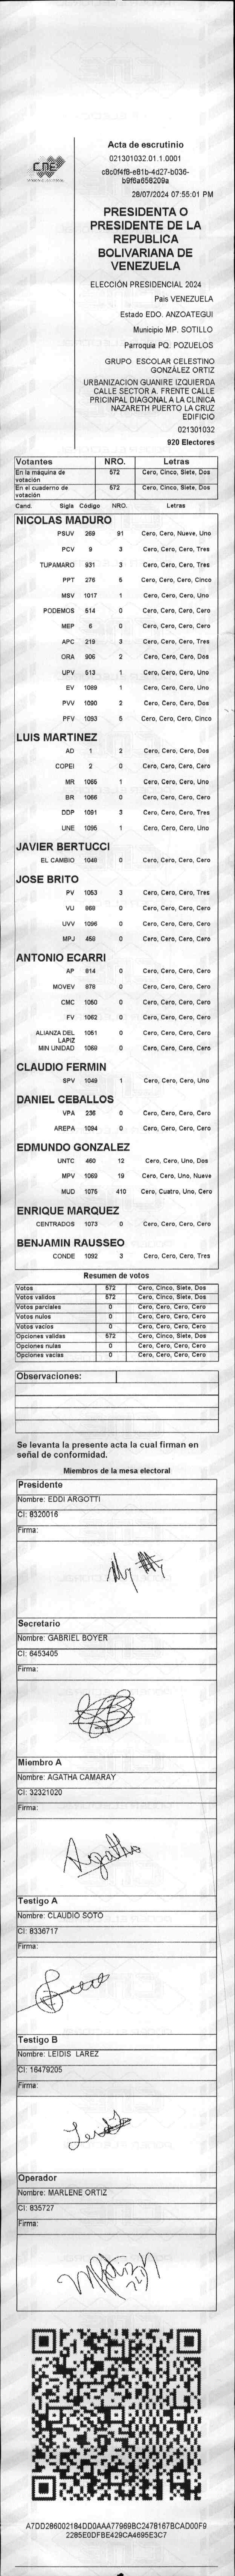 CNE
Acta de escrutinio
021301032.01.1.0001
c8c0f4f8-e81b-4d27-b036-
b9f6a658209a
28/07/2024 07:55:01 PM
PRESIDENTA O
PRESIDENTE DE LA
REPUBLICA
BOLIVARIANA DE
VENEZUELA
ELECCIÓN PRESIDENCIAL 2024
País VENEZUELA
Estado EDO. ANZOATEGUI
Municipio MP. SOTILLO
Parroquia PQ. POZUELOS
GRUPO ESCOLAR CELESTINO
GONZÁLEZ ORTIZ
URBANIZACION GUANIRE IZQUIERDA
CALLE SECTOR A. FRENTE CALLE
PRICINPAL DIAGONAL A LA CLINICA
NAZARETH PUERTO LA CRUZ
EDIFICIO
021301032
920 Electores
Votantes NRO. Letras
En la máquina de votación 572 Cero, Cinco, Siete, Dos
En el cuaderno de votación 572 Cero, Cinco, Siete, Dos
Cand. Sigla Código NRO. Letras
NICOLAS MADURO
PSUV 269 91 Cero, Cero, Nueve, Uno
PCV 9 3 Cero, Cero, Cero, Tres
TUPAMARO 931 3 Cero, Cero, Cero, Tres
PPT 275 5 Cero, Cero, Cero, Cinco
MSV 1017 1 Cero, Cero, Cero, Uno
PODEMOS 514 0 Cero, Cero, Cero, Cero
MEP 6 0 Cero, Cero, Cero, Cero
APC 219 3 Cero, Cero, Cero, Tres
ORA 906 2 Cero, Cero, Cero, Dos
UPV 513 1 Cero, Cero, Cero, Uno
EV 1089 1 Cero, Cero, Cero, Uno
PVV 1090 2 Cero, Cero, Cero, Dos
PFV 1093 5 Cero, Cero, Cero, Cinco
LUIS MARTINEZ
AD 1 2 Cero, Cero, Cero, Dos
COPEI 2 0 Cero, Cero, Cero, Cero
MR 1055 1 Cero, Cero, Cero, Uno
BR 1066 0 Cero, Cero, Cero, Cero
DDP 1091 3 Cero, Cero, Cero, Tres
UNE 1095 1 Cero, Cero, Cero, Uno
JAVIER BERTUCCI
EL CAMBIO 1048 0 Cero, Cero, Cero, Cero
JOSE BRITO
PV 1053 3 Cero, Cero, Cero, Tres
VU 868 0 Cero, Cero, Cero, Cero
UVV 1096 0 Cero, Cero, Cero, Cero
MPJ 458 0 Cero, Cero, Cero, Cero
ANTONIO ECARRI
AP 814 0 Cero, Cero, Cero, Cero
MOVEV 878 0 Cero, Cero, Cero, Cero
CMC 1050 0 Cero, Cero, Cero, Cero
FV 1062 0 Cero, Cero, Cero, Cero
ALIANZA DEL LAPIZ 1051 0 Cero, Cero, Cero, Cero
MIN UNIDAD 1068 0 Cero, Cero, Cero, Cero
CLAUDIO FERMIN
SPV 1049 1 Cero, Cero, Cero, Uno
DANIEL CEBALLOS
VPA 236 0 Cero, Cero, Cero, Cero
AREPA 1094 0 Cero, Cero, Cero, Cero
EDMUNDO GONZALEZ
UNTC 460 12 Cero, Cero, Uno, Dos
MPV 1069 19 Cero, Cero, Uno, Nueve
MUD 1075 410 Cero, Cuatro, Uno, Cero
ENRIQUE MARQUEZ
CENTRADOS 1073 0 Cero, Cero, Cero, Cero
BENJAMIN RAUSSEO
CONDE 1092 3 Cero, Cero, Cero, Tres
Resumen de votos
Votos 572 Cero, Cinco, Siete, Dos
Votos validos 572 Cero, Cinco, Siete, Dos
Votos parciales 0 Cero, Cero, Cero, Cero
Votos nulos 0 Cero, Cero, Cero, Cero
Votos vacios 0 Cero, Cero, Cero, Cero
Opciones validas 572 Cero, Cinco, Siete, Dos
Opciones nulas 0 Cero, Cero, Cero, Cero
Opciones vacias 0 Cero, Cero, Cero, Cero
Observaciones:
Se levanta la presente acta la cual firman en
señal de conformidad.
Miembros de la mesa electoral
Presidente
Nombre: EDDI ARGOTTI
CI: 8320016
Firma:
Secretario
Nombre: GABRIEL BOYER
CI: 6453405
Firma:
Miembro A
Nombre: AGATHA CAMARAY
CI: 32321020
Firma:
Agatha
Testigo A
Nombre: CLAUDIO SOTO
CI: 8336717
Firma:
Testigo B
Nombre: LEIDIS LAREZ
CI: 16479205
Firma:
Operador
Nombre: MARLENE ORTIZ
CI: 835727
Firma:
A7DD286002184DD0AAA77969BC2478167BCAD00F9
2285E0DFBE429CA4695E3C7